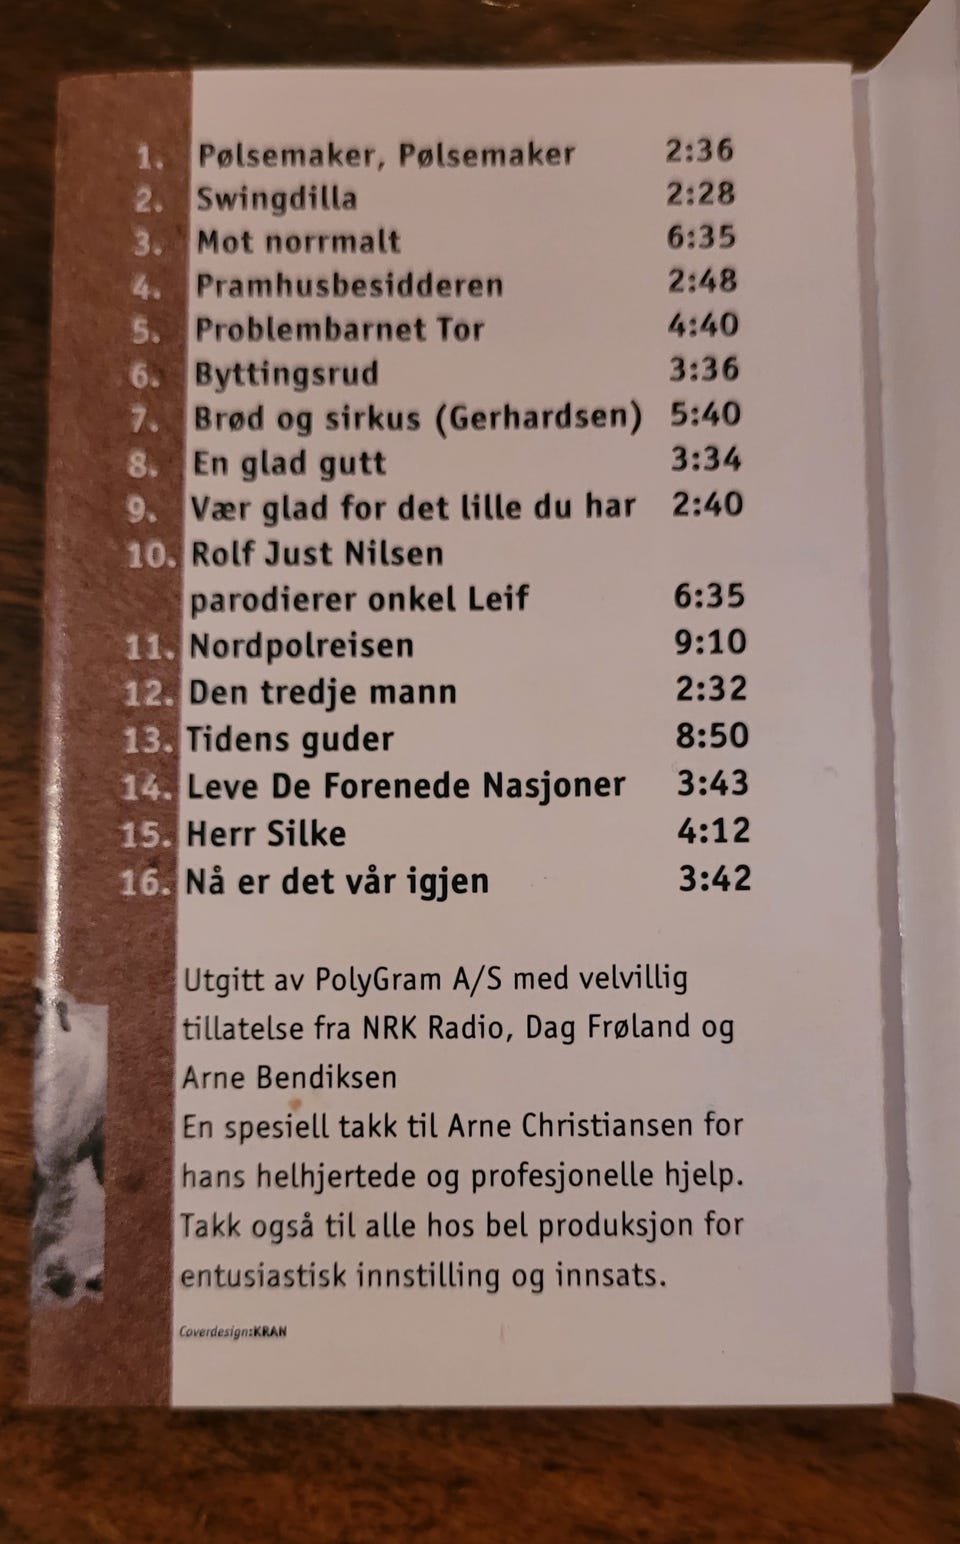 1. Pølsemaker, Pølsemaker 2:36
2. Swingdilla 2:28
3. Mot norrmalt 6:35
4. Pramhusbesidderen 2:48
5. Problembarnet Tor 4:40
6. Byttingsrud 3:36
7. Brød og sirkus (Gerhardsen) 5:40
8. En glad gutt 3:34
9. Vær glad for det lille du har 2:40
10. Rolf Just Nilsen
parodierer onkel Leif 6:35
11. Nordpolreisen 9:10
12. Den tredje mann 2:32
13. Tidens guder 8:50
14. Leve De Forenede Nasjoner 3:43
15. Herr Silke 4:12
16. Nå er det vår igjen 3:42
Utgitt av PolyGram A/S med velvillig
tillatelse fra NRK Radio, Dag Frøland og
Arne Bendiksen
En spesiell takk til Arne Christiansen for
hans helhjertede og profesjonelle hjelp.
Takk også til alle hos bel produksjon for
entusiastisk innstilling og innsats.
Coverdesign:KRAN